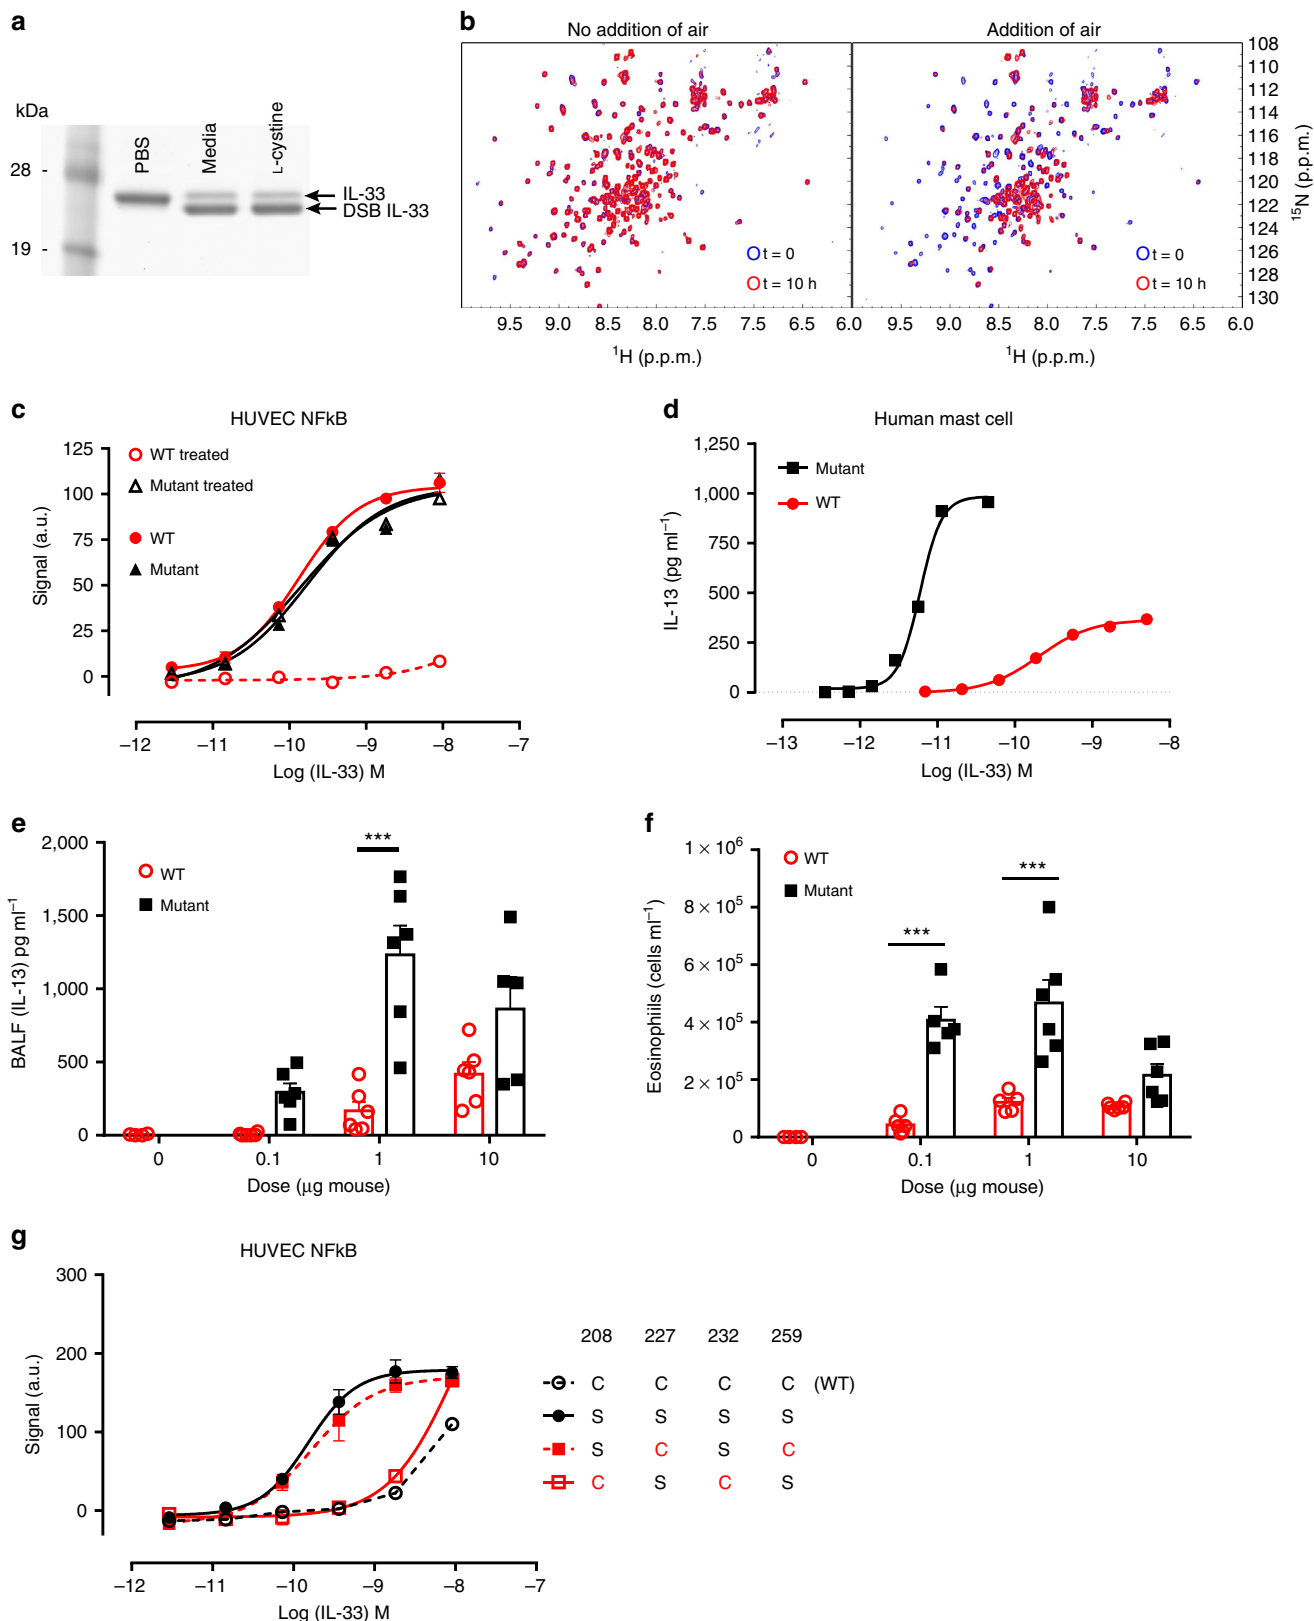 a
kDa
PBS
Media
L-cystine
28 -
19 -
IL-33
DSB IL-33
b
No addition of air
Addition of air
t = 0
t = 10 h
t = 0
t = 10 h
108
110
112
114
116
118
120
122
124
126
128
130
¹⁵N (p.p.m.)
9.5 9.0 8.5 8.0 7.5 7.0 6.5 6.0
9.5 9.0 8.5 8.0 7.5 7.0 6.5 6.0
¹H (p.p.m.)
¹H (p.p.m.)
c
HUVEC NFkB
WT treated
Mutant treated
WT
Mutant
125
100
75
50
25
0
Signal (a.u.)
–12 –11 –10 –9 –8 –7
Log (IL-33) M
d
Human mast cell
Mutant
WT
1,250
1,000
750
500
250
0
IL-13 (pg ml⁻¹)
–13 –12 –11 –10 –9 –8
Log (IL-33) M
e
WT
Mutant
***
2,000
1,500
1,000
500
0
BALF (IL-13) pg ml⁻¹
0 0.1 1 10
Dose (μg mouse)
f
WT
Mutant
***
***
1 × 10⁶
8 × 10⁵
6 × 10⁵
4 × 10⁵
2 × 10⁵
0
Eosinophiils (cells ml⁻¹)
0 0.1 1 10
Dose (μg mouse)
g
HUVEC NFkB
300
200
100
0
Signal (a.u.)
–12 –11 –10 –9 –8 –7
Log (IL-33) M
208 227 232 259
C C C C (WT)
S S S S
S C S C
C S C S